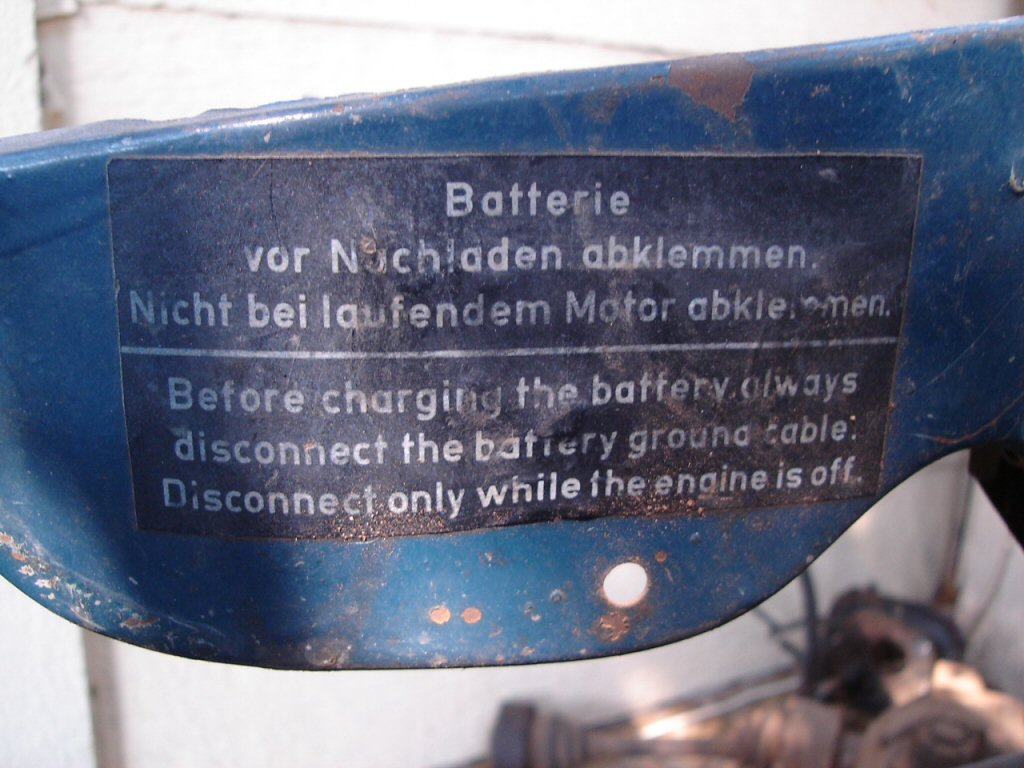 Batterie
vor Nachladen abklemmen.
Nicht bei laufendem Motor abklemmen.
Before charging the battery always
disconnect the battery ground cable.
Disconnect only while the engine is off.